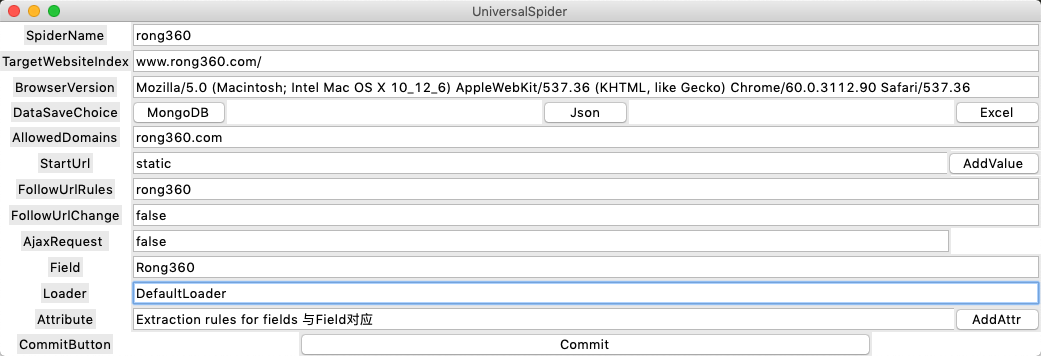 UniversalSpider
SpiderName rong360
TargetWebsiteIndex www.rong360.com/
BrowserVersion Mozilla/5.0 (Macintosh; Intel Mac OS X 10_12_6) AppleWebKit/537.36 (KHTML, like Gecko) Chrome/60.0.3112.90 Safari/537.36
DataSaveChoice MongoDB Json Excel
AllowedDomains rong360.com
StartUrl static AddValue
FollowUrlRules rong360
FollowUrlChange false
AjaxRequest false
Field Rong360
Loader DefaultLoader
Attribute Extraction rules for fields 与Field对应 AddAttr
CommitButton Commit